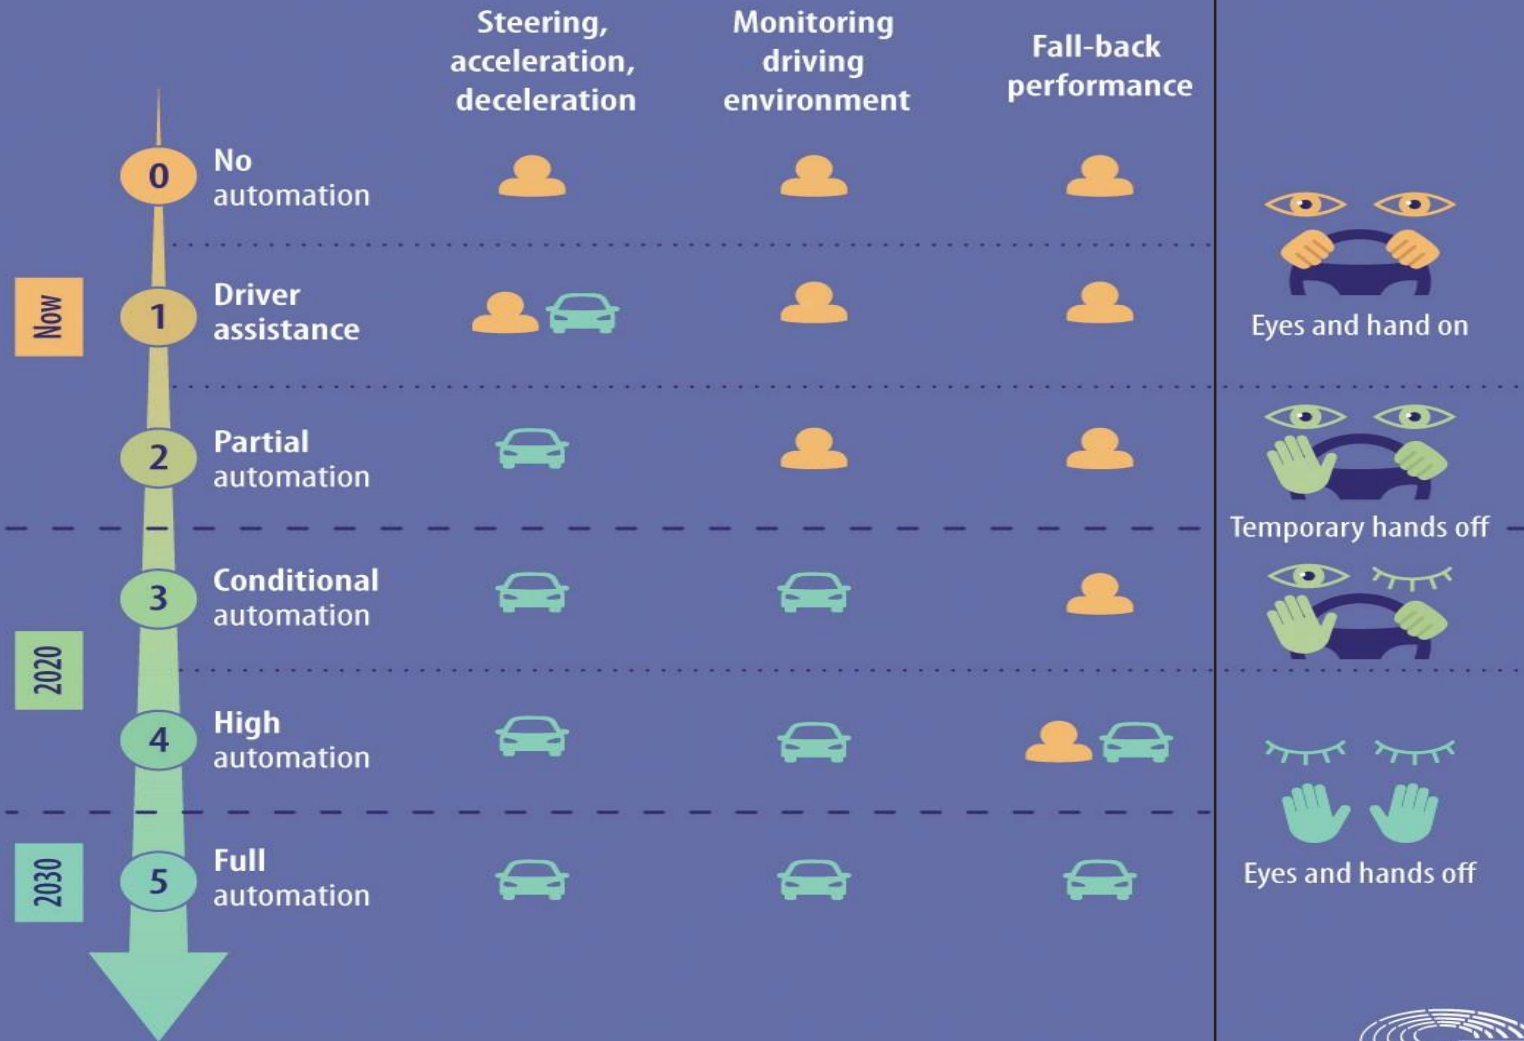 Steering,
acceleration,
deceleration
Monitoring
driving
environment
Fall-back
performance
0
No
automation
Now
1
Driver
assistance
Eyes and hand on
2
Partial
automation
Temporary hands off
3
Conditional
automation
2020
4
High
automation
2030
5
Full
automation
Eyes and hands off